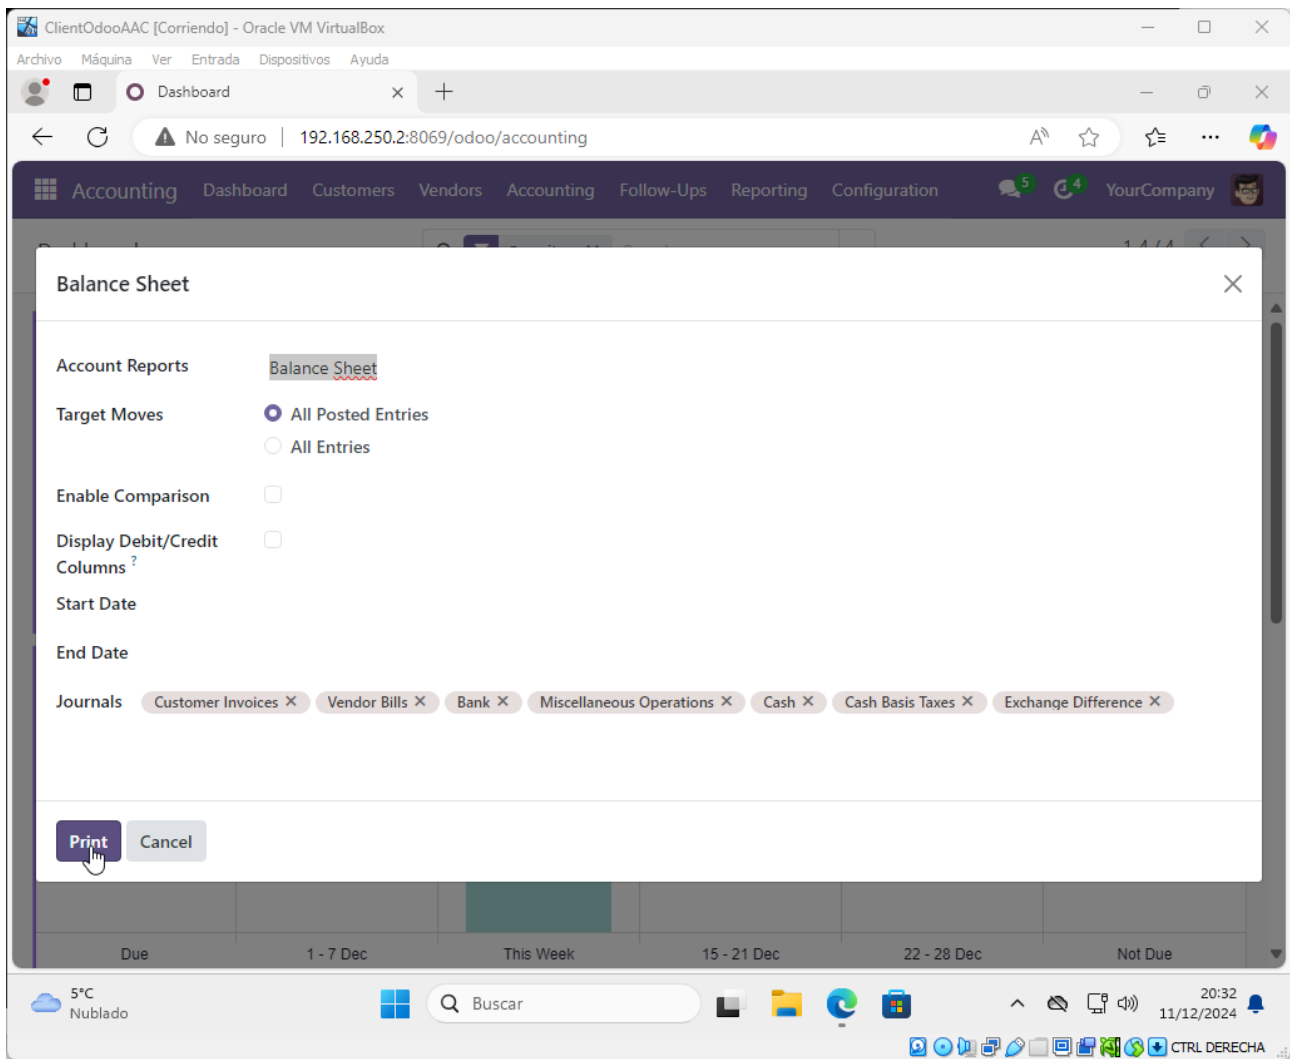 ClientOdooAAC [Corriendo] - Oracle VM VirtualBox
Archivo Máquina Ver Entrada Dispositivos Ayuda
Dashboard
No seguro 192.168.250.2:8069/odoo/accounting
Accounting Dashboard Customers Vendors Accounting Follow-Ups Reporting Configuration 5 4 YourCompany
Balance Sheet
Account Reports Balance Sheet
Target Moves All Posted Entries
All Entries
Enable Comparison
Display Debit/Credit
Columns ?
Start Date
End Date
Journals Customer Invoices Vendor Bills Bank Miscellaneous Operations Cash Cash Basis Taxes Exchange Difference
Print Cancel
Due 1 - 7 Dec This Week 15 - 21 Dec 22 - 28 Dec Not Due
5°C
Nublado
Buscar
20:32
11/12/2024
CTRL DERECHA